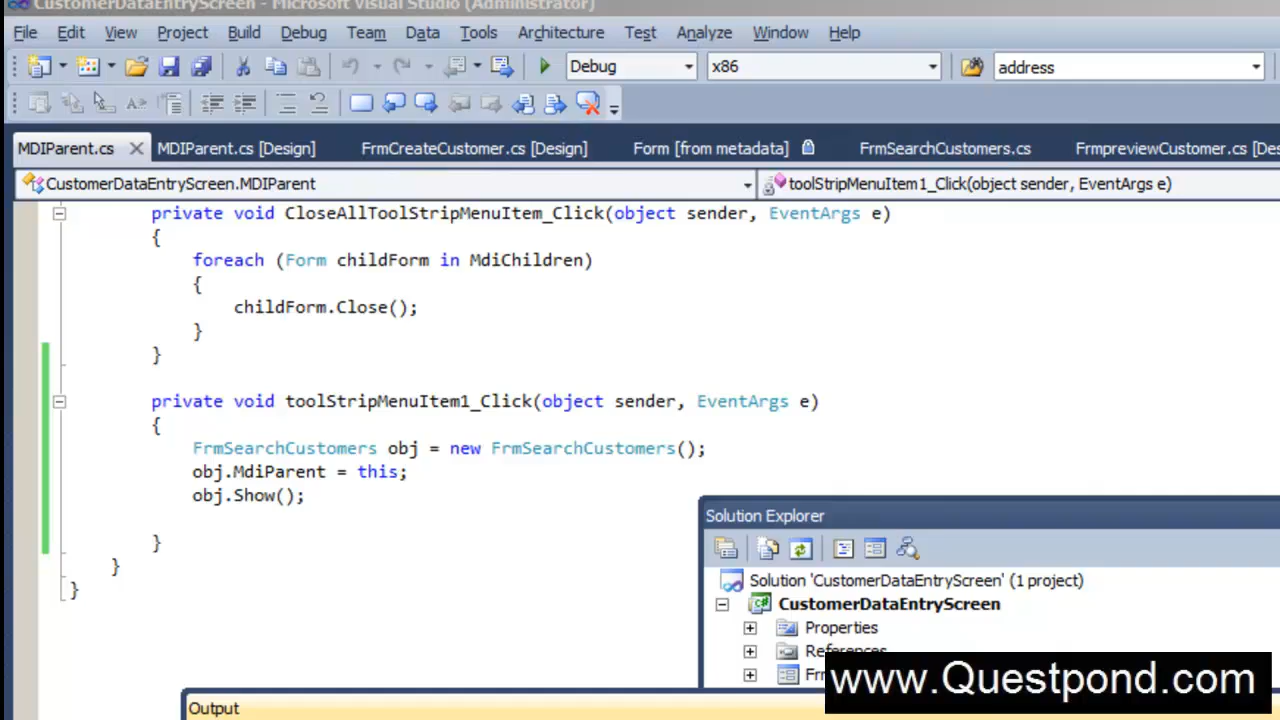 CustomerDataEntryScreen - Microsoft Visual Studio (Administrator)
File Edit View Project Build Debug Team Data Tools Architecture Test Analyze Window Help
Debug x86 address
MDIParent.cs MDIParent.cs [Design] FrmCreateCustomer.cs [Design] Form [from metadata] FrmSearchCustomers.cs FrmpreviewCustomer.cs [Des
CustomerDataEntryScreen.MDIParent toolStripMenuItem1_Click(object sender, EventArgs e)
private void CloseAllToolStripMenuItem_Click(object sender, EventArgs e)
{
foreach (Form childForm in MdiChildren)
{
childForm.Close();
}
}
private void toolStripMenuItem1_Click(object sender, EventArgs e)
{
FrmSearchCustomers obj = new FrmSearchCustomers();
obj.MdiParent = this;
obj.Show();
}
}
}
Solution Explorer
Solution 'CustomerDataEntryScreen' (1 project)
CustomerDataEntryScreen
Properties
References
Fr
www.Questpond.com
Output